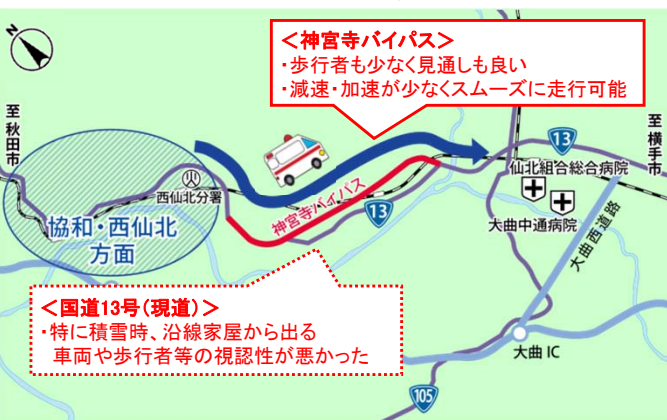 N
<神宮寺バイパス>
・歩行者も少なく見通しも良い
・減速・加速が少なくスムーズに走行可能
至秋田市
至横手市
13
仙北組合総合病院
火
西仙北分署
神宮寺バイパス
13
大曲中通病院
大曲西道路
協和・西仙北
方面
<国道13号(現道)>
・特に積雪時、沿線家屋から出る
車両や歩行者等の視認性が悪かった
大曲 IC
105